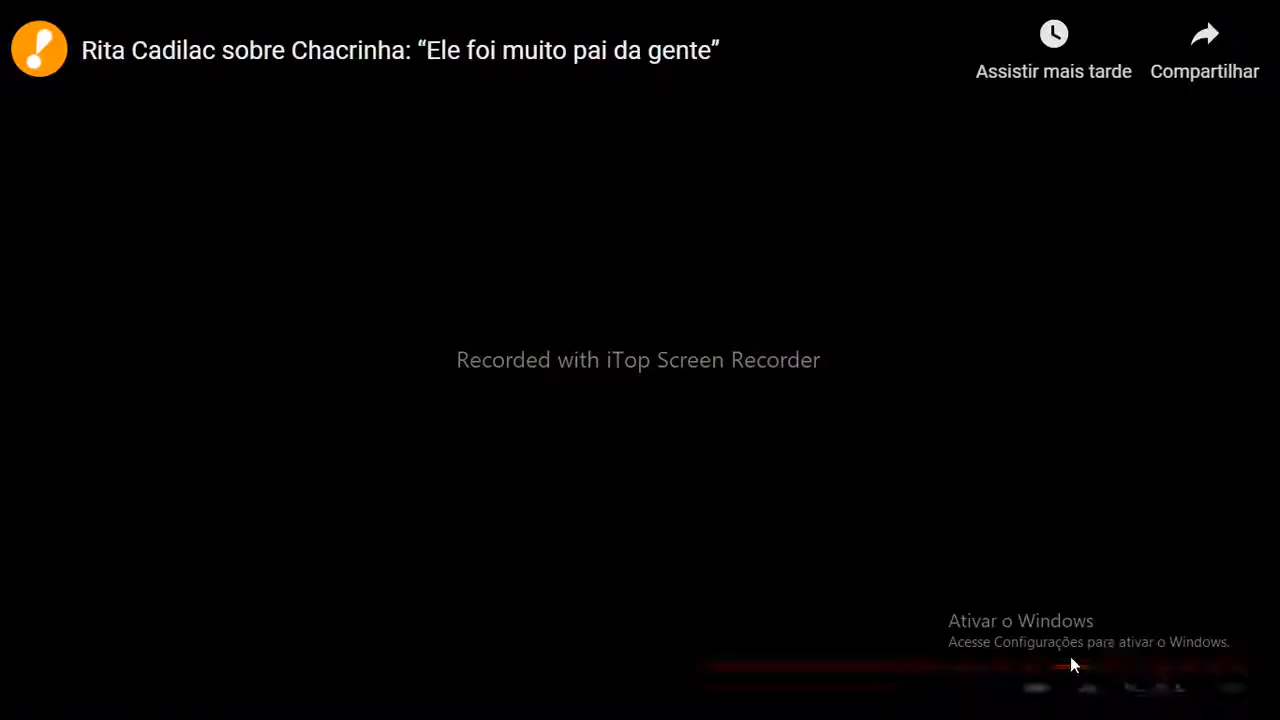 Rita Cadilac sobre Chacrinha: “Ele foi muito pai da gente”
Assistir mais tarde
Compartilhar
Recorded with iTop Screen Recorder
Ativar o Windows
Acesse Configurações para ativar o Windows.